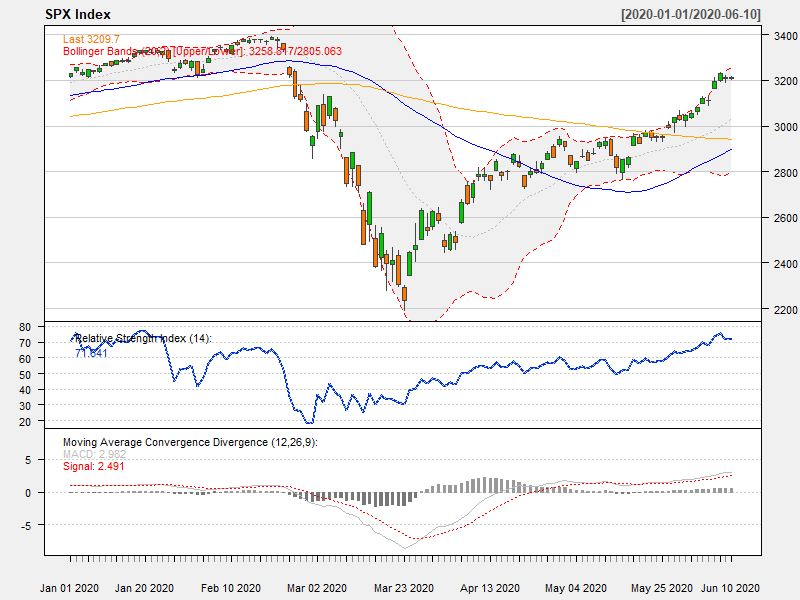 SPX Index [2020-01-01/2020-06-10]
Last 3209.7
Bollinger Bands (20,2) [Upper/Lower]: 3258.817/2805.063
3400
3200
3000
2800
2600
2400
2200
Relative Strength Index (14):
71.841
80
70
60
50
40
30
20
Moving Average Convergence Divergence (12,26,9):
MACD: 2.982
Signal: 2.491
5
0
-5
Jan 01 2020 Jan 20 2020 Feb 10 2020 Mar 02 2020 Mar 23 2020 Apr 13 2020 May 04 2020 May 25 2020 Jun 10 2020